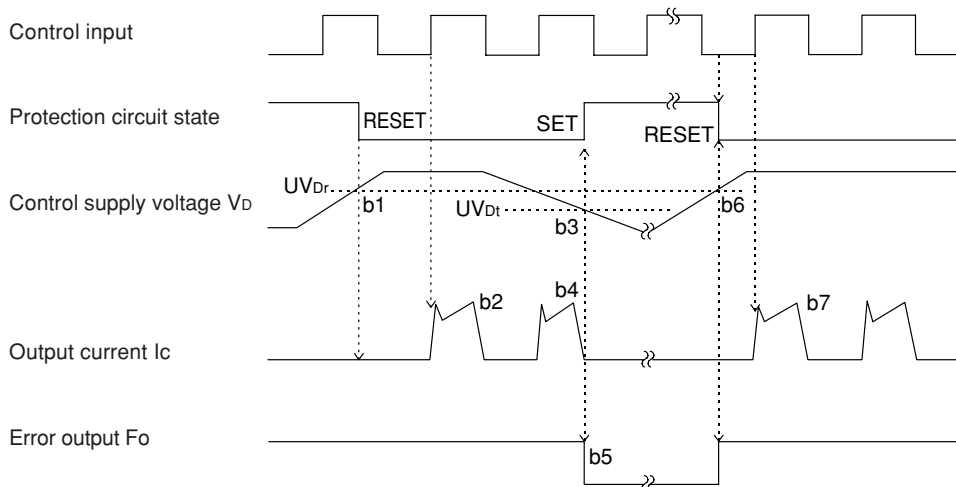 Control input
Protection circuit state
RESET
SET
RESET
Control supply voltage VD
UVDr
b1
UVDt
b3
b6
Output current Ic
b2
b4
b7
Error output Fo
b5